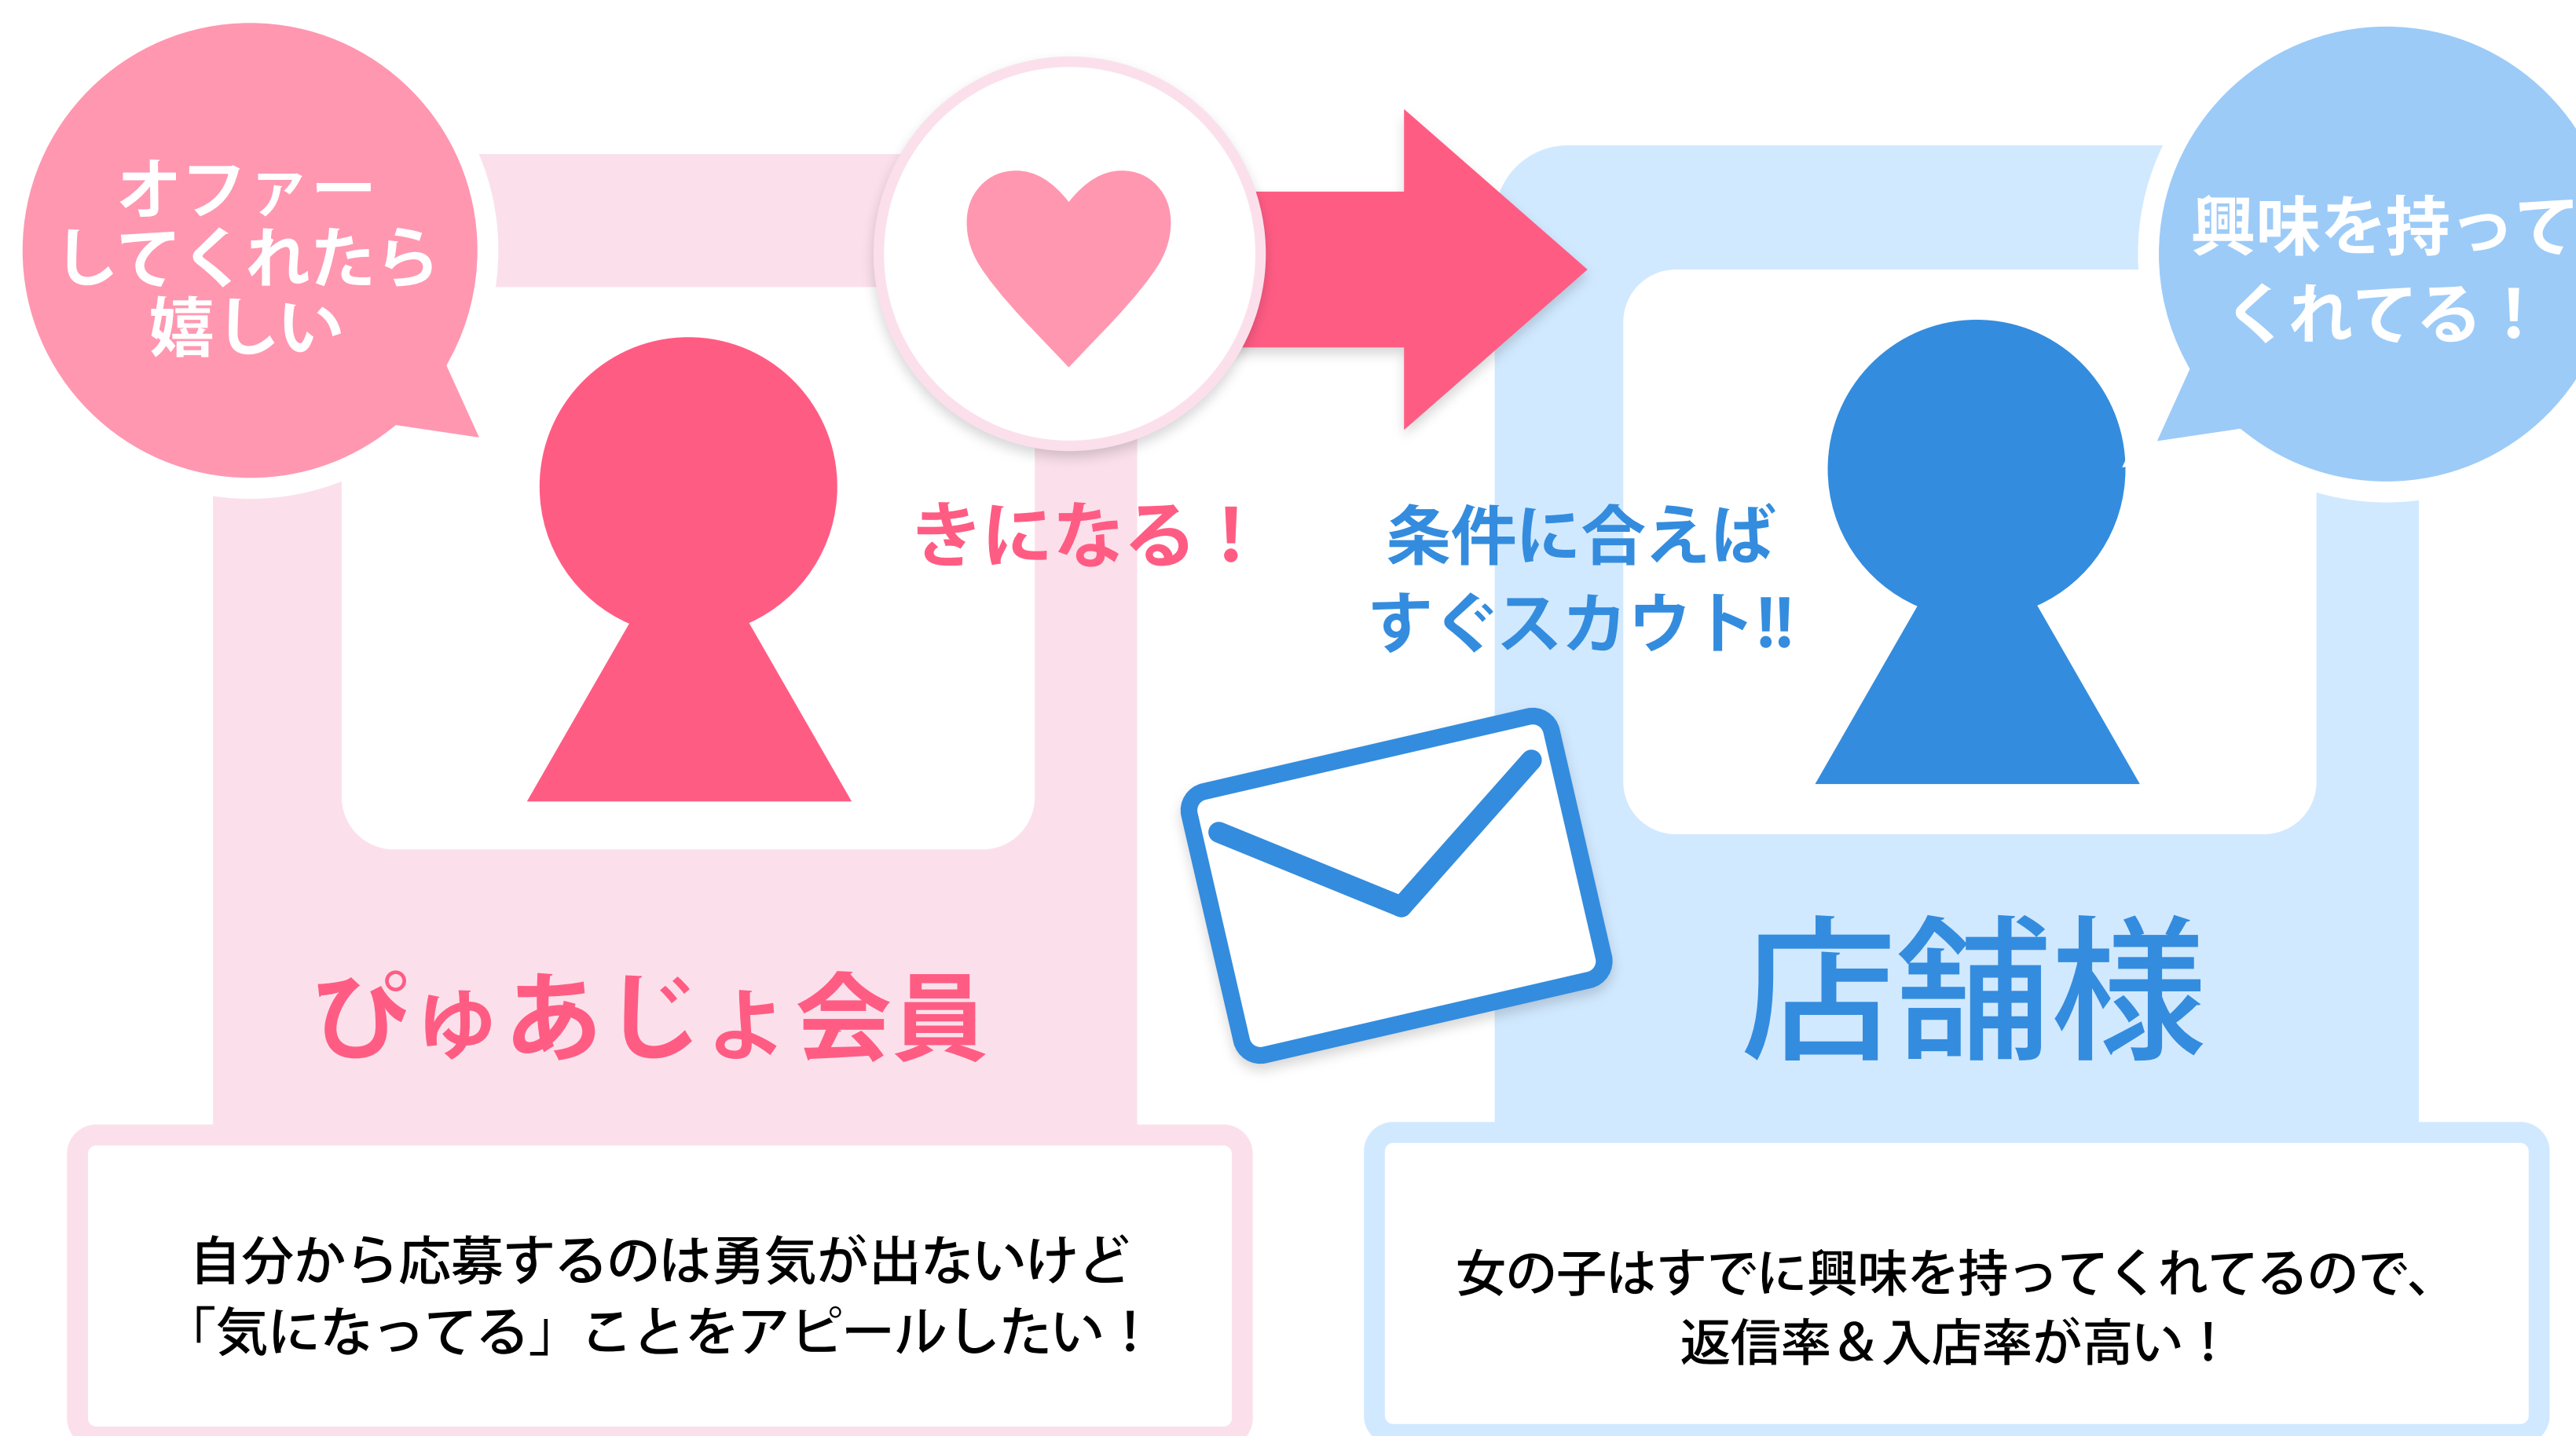 オファー
してくれたら
嬉しい
興味を持って
くれてる！
きになる！
条件に合えば
すぐスカウト!!
ぴゅあじょ会員
店舗様
自分から応募するのは勇気が出ないけど
「気になってる」ことをアピールしたい！
女の子はすでに興味を持ってくれてるので、
返信率＆入店率が高い！